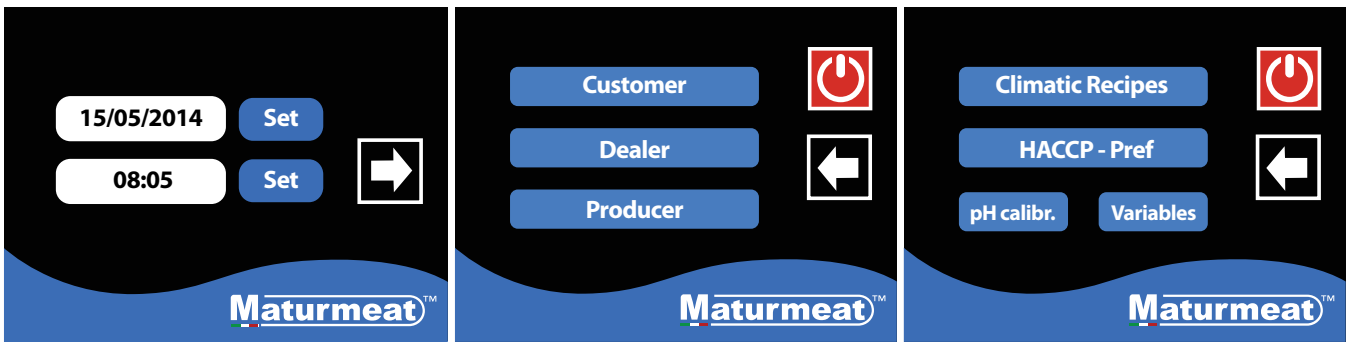 15/05/2014 Set
08:05 Set
Maturmeat™
Customer
Dealer
Producer
Maturmeat™
Climatic Recipes
HACCP - Pref
pH calibr. Variables
Maturmeat™